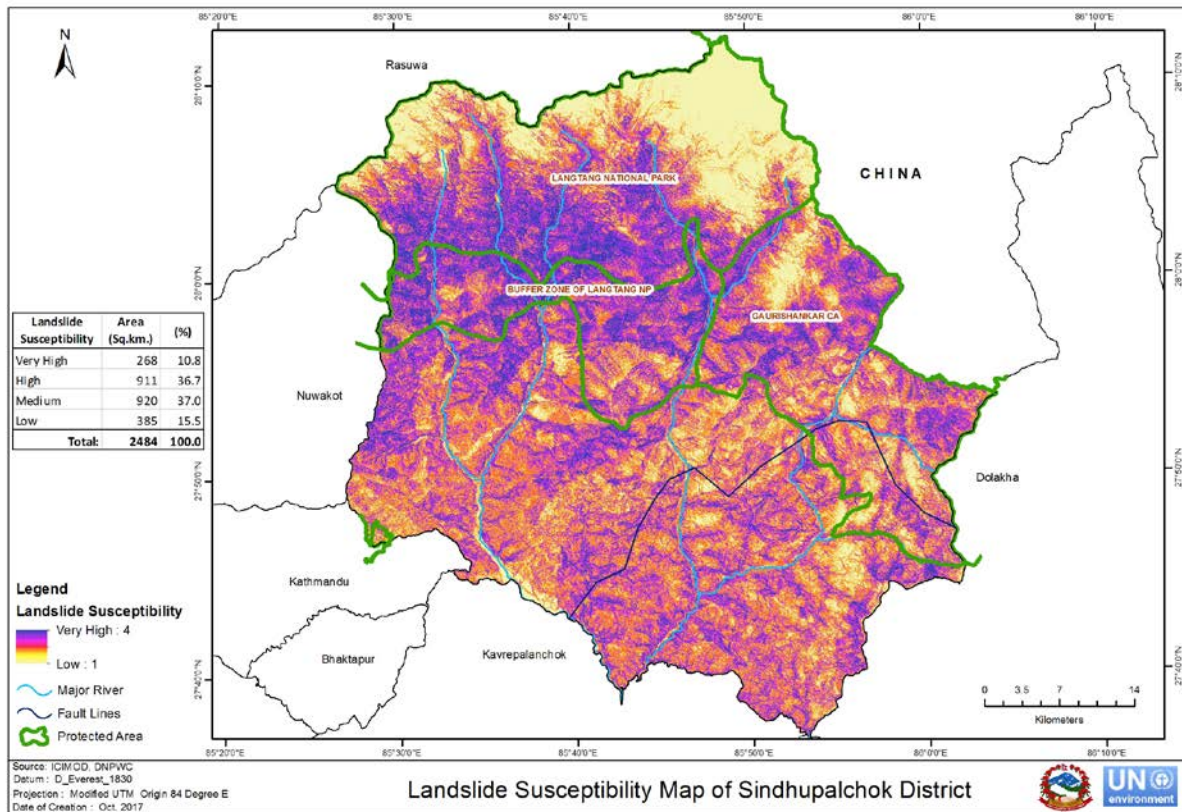 85°20'0"E 85°30'0"E 85°40'0"E 85°50'0"E 86°0'0"E 86°10'0"E
N
Rasuwa
28°10'0"N 28°10'0"N
CHINA
LANGTANG NATIONAL PARK
28°0'0"N 28°0'0"N
BUFFER ZONE OF LANGTANG NP
GAURISHANKAR CA
Landslide Susceptibility Area (Sq.km.) (%)
Very High 268 10.8
High 911 36.7
Medium 920 37.0
Low 385 15.5
Total: 2484 100.0
Nuwakot
27°50'0"N 27°50'0"N
Dolakha
Kathmandu
Bhaktapur
Kavrepalanchok
27°40'0"N 27°40'0"N
Legend
Landslide Susceptibility
Very High : 4
Low : 1
Major River
Fault Lines
Protected Area
0 3.5 7 14
Kilometers
85°20'0"E 85°30'0"E 85°40'0"E 85°50'0"E 86°0'0"E 86°10'0"E
Source: ICIMOD, DNPWC
Datum : D_Everest_1830
Projection : Modified UTM Origin 84 Degree E
Date of Creation : Oct, 2017
Landslide Susceptibility Map of Sindhupalchok District
UN
environment